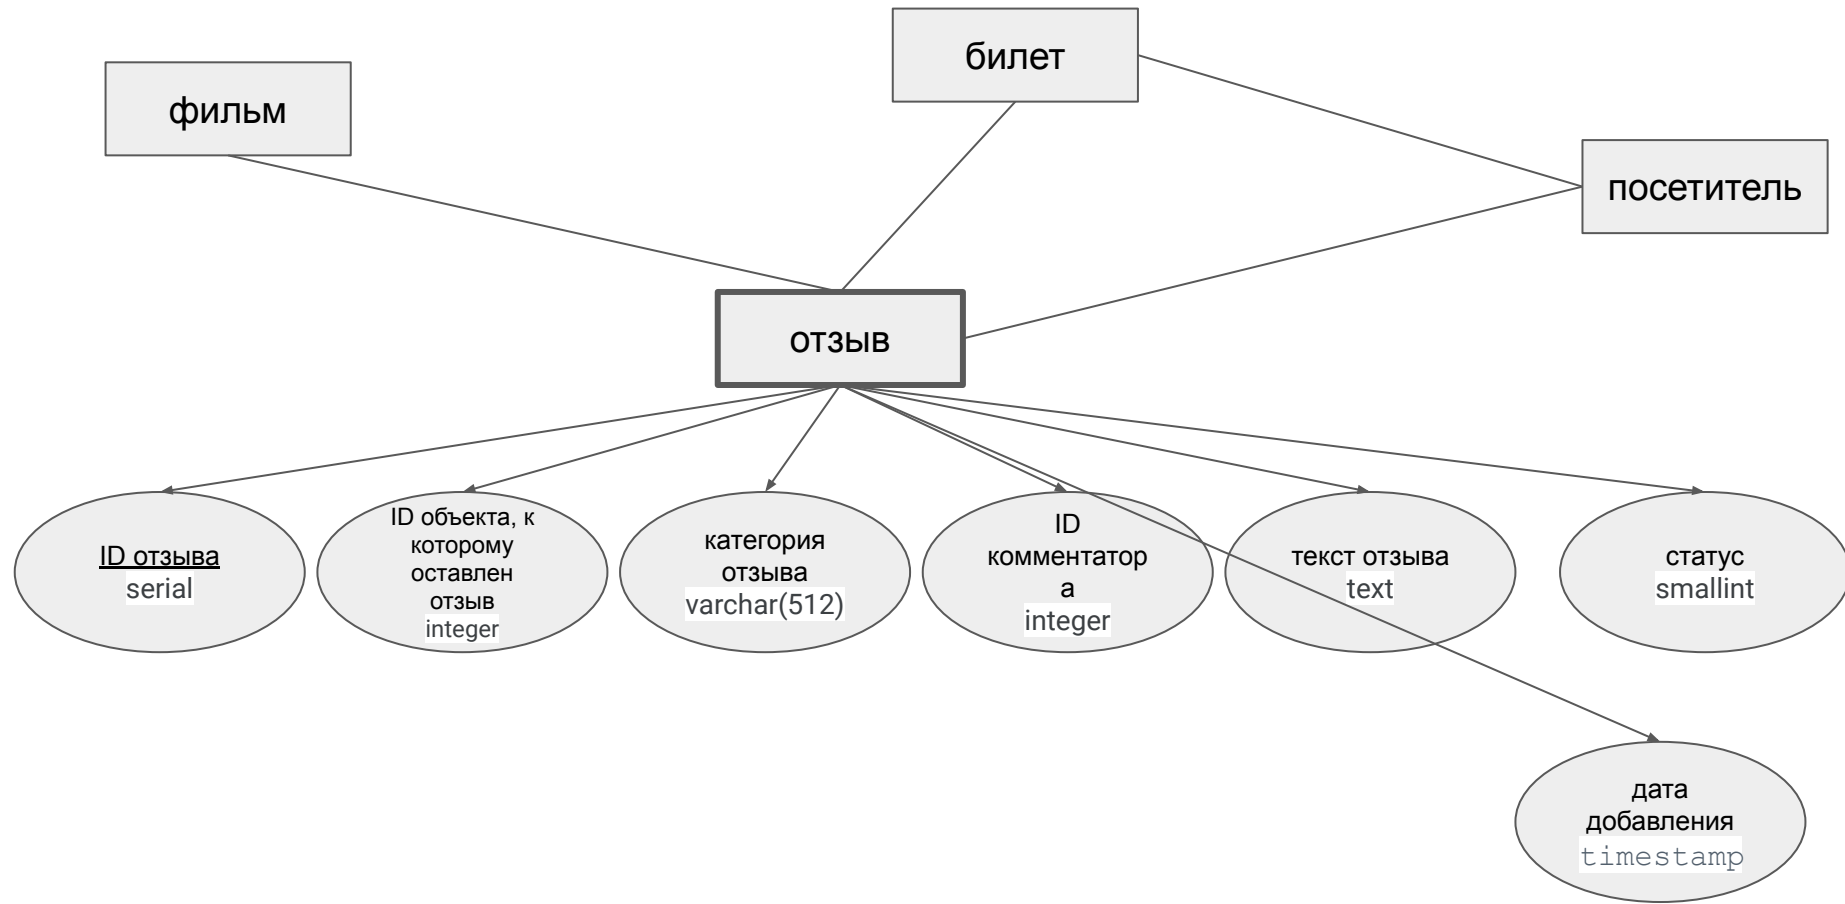 билет
фильм
посетитель
отзыв
ID отзыва
serial
ID объекта, к
которому
оставлен
отзыв
integer
категория
отзыва
varchar(512)
ID
комментатор
а
integer
текст отзыва
text
статус
smallint
дата
добавления
timestamp